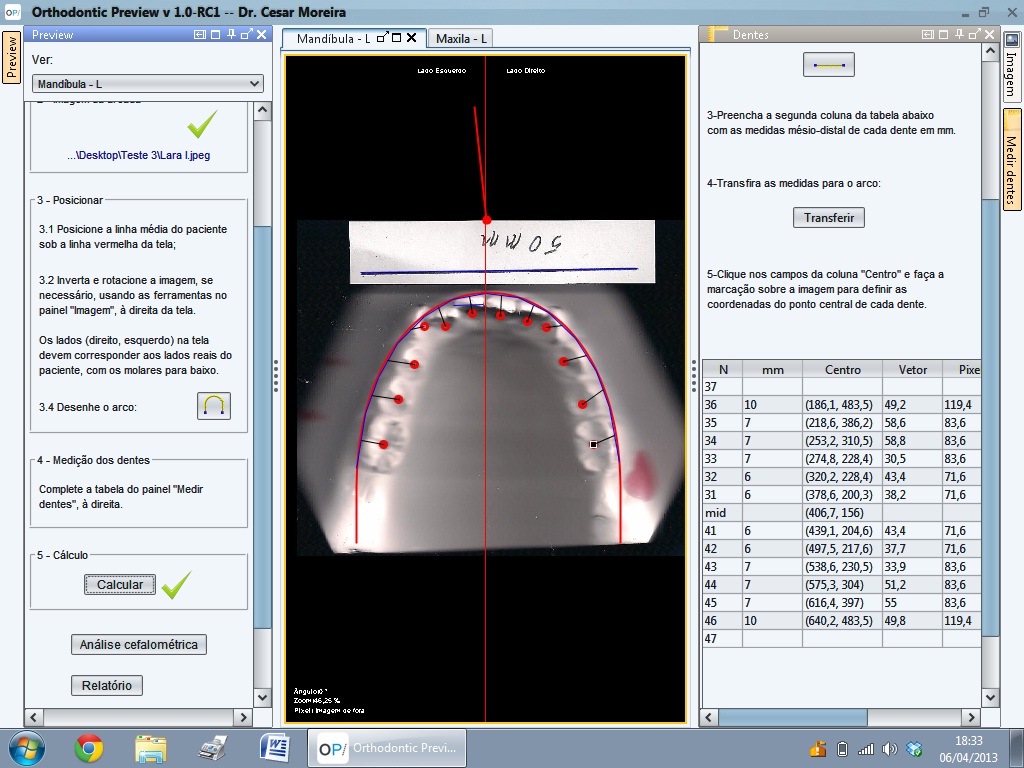 Orthodontic Preview v 1.0-RC1 -- Dr. Cesar Moreira
Preview
Preview
Ver:
Mandíbula - L
...\Desktop\Teste 3\Lara I.jpeg
3 - Posicionar
3.1 Posicione a linha média do paciente
sob a linha vermelha da tela;
3.2 Inverta e rotacione a imagem, se
necessário, usando as ferramentas no
painel "Imagem", à direita da tela.
Os lados (direito, esquerdo) na tela
devem corresponder aos lados reais do
paciente, com os molares para baixo.
3.4 Desenhe o arco:
4 - Medição dos dentes
Complete a tabela do painel "Medir
dentes", à direita.
5 - Cálculo
Calcular
Análise cefalométrica
Relatório
Mandíbula - L
Maxila - L
Lado Esquerdo
Lado Direito
50 mm
Zoom:46,25 %
Pixel: Imagem de fora
Dentes
3-Preencha a segunda coluna da tabela abaixo
com as medidas mésio-distal de cada dente em mm.
4-Transfira as medidas para o arco:
Transferir
5-Clique nos campos da coluna "Centro" e faça a
marcação sobre a imagem para definir as
coordenadas do ponto central de cada dente.
N mm Centro Vetor Pixe
37
36 10 (186,1, 483,5) 49,2 119,4
35 7 (218,6, 386,2) 58,6 83,6
34 7 (253,2, 310,5) 58,8 83,6
33 7 (274,8, 228,4) 30,5 83,6
32 6 (320,2, 228,4) 43,4 71,6
31 6 (378,6, 200,3) 38,2 71,6
mid (406,7, 156)
41 6 (439,1, 204,6) 43,4 71,6
42 6 (497,5, 217,6) 37,7 71,6
43 7 (538,6, 230,5) 33,9 83,6
44 7 (575,3, 304) 51,2 83,6
45 7 (616,4, 397) 55 83,6
46 10 (640,2, 483,5) 49,8 119,4
47
Imagem
Medir dentes
OP/ Orthodontic Previ...
18:33
06/04/2013